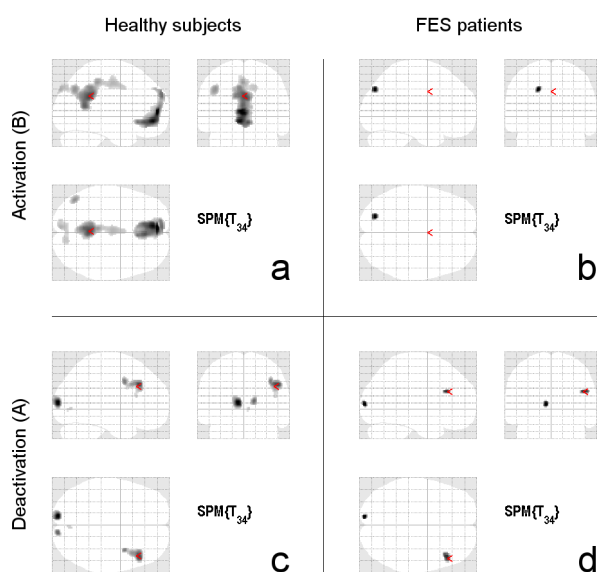 Healthy subjects
FES patients
Activation (B)
SPM{T34}
a
SPM{T34}
b
Deactivation (A)
SPM{T34}
c
SPM{T34}
d